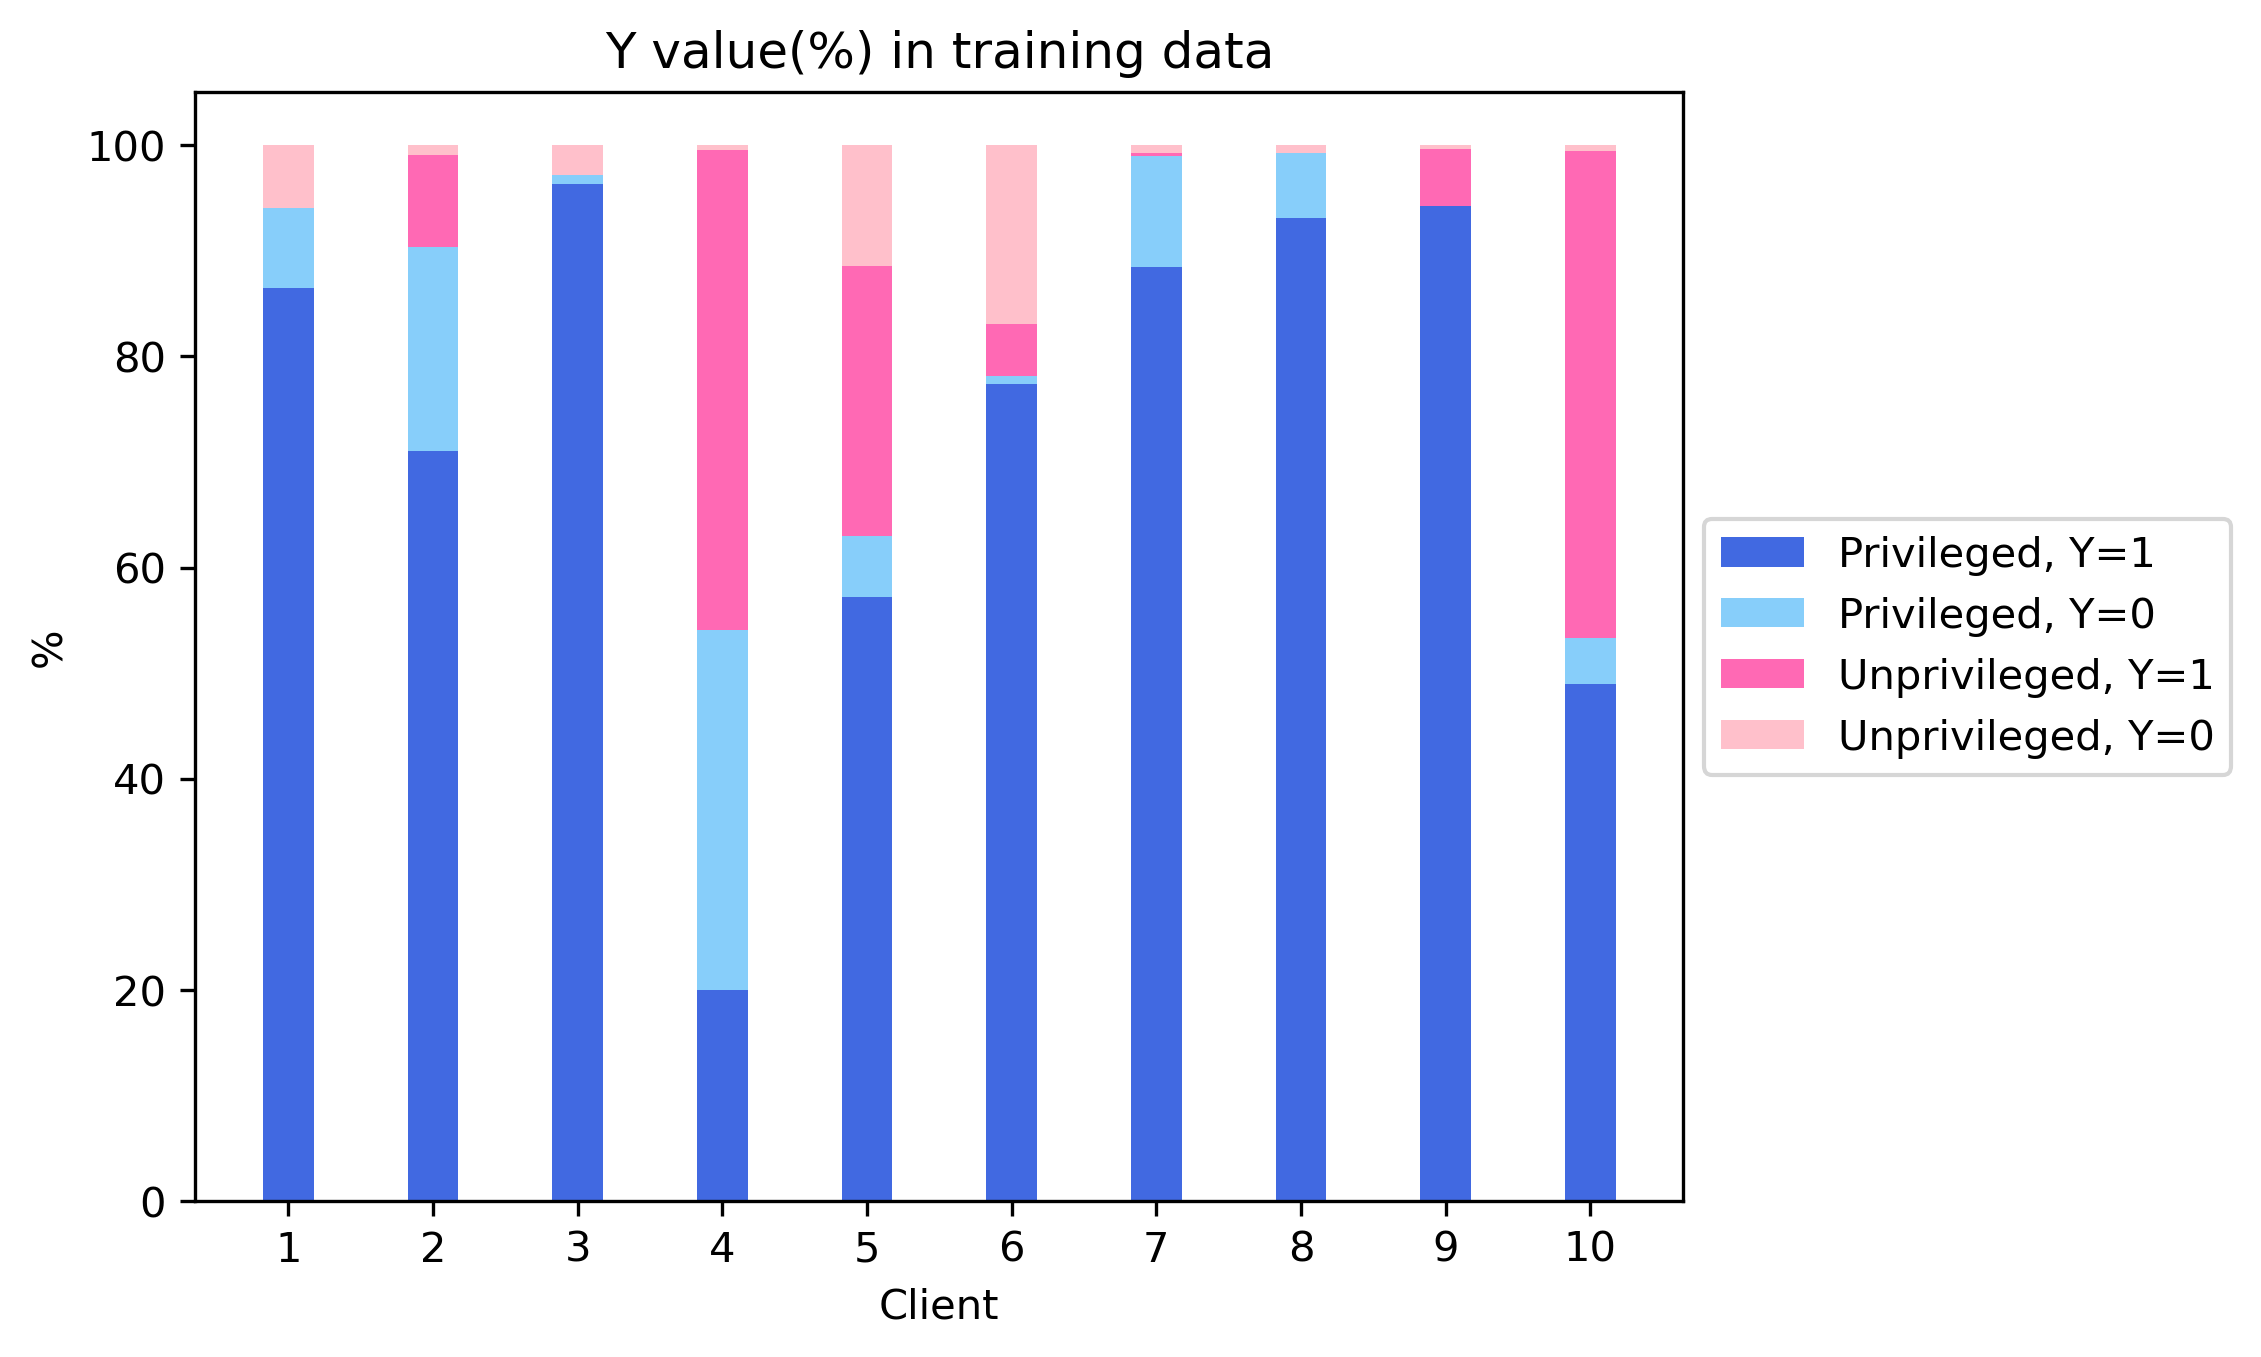 Y value(%) in training data
100
80
60
40
20
0
%
1 2 3 4 5 6 7 8 9 10
Client
Privileged, Y=1
Privileged, Y=0
Unprivileged, Y=1
Unprivileged, Y=0